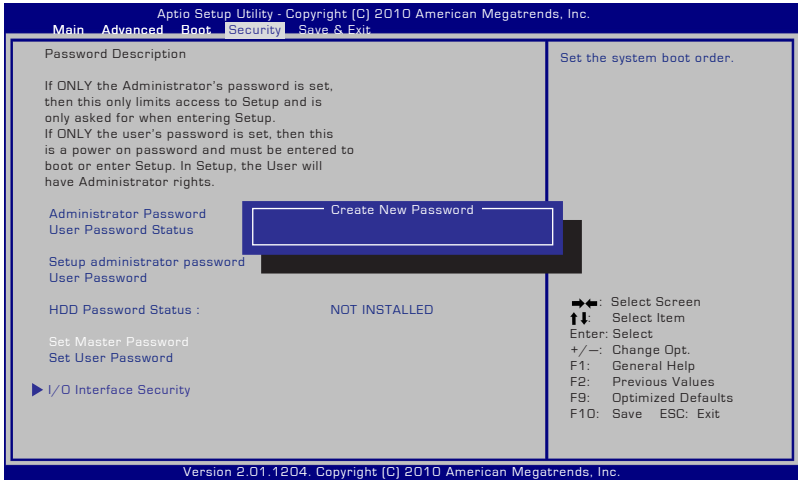 Aptio Setup Utility - Copyright (C) 2010 American Megatrends, Inc.
Main Advanced Boot Security Save & Exit
Password Description
If ONLY the Administrator's password is set,
then this only limits access to Setup and is
only asked for when entering Setup.
If ONLY the user's password is set, then this
is a power on password and must be entered to
boot or enter Setup. In Setup, the User will
have Administrator rights.
Administrator Password
User Password Status
Create New Password
Setup administrator password
User Password
HDD Password Status : NOT INSTALLED
Set Master Password
Set User Password
I/O Interface Security
Set the system boot order.
→←: Select Screen
↑↓: Select Item
Enter: Select
+/—: Change Opt.
F1: General Help
F2: Previous Values
F9: Optimized Defaults
F10: Save ESC: Exit
Version 2.01.1204. Copyright (C) 2010 American Megatrends, Inc.